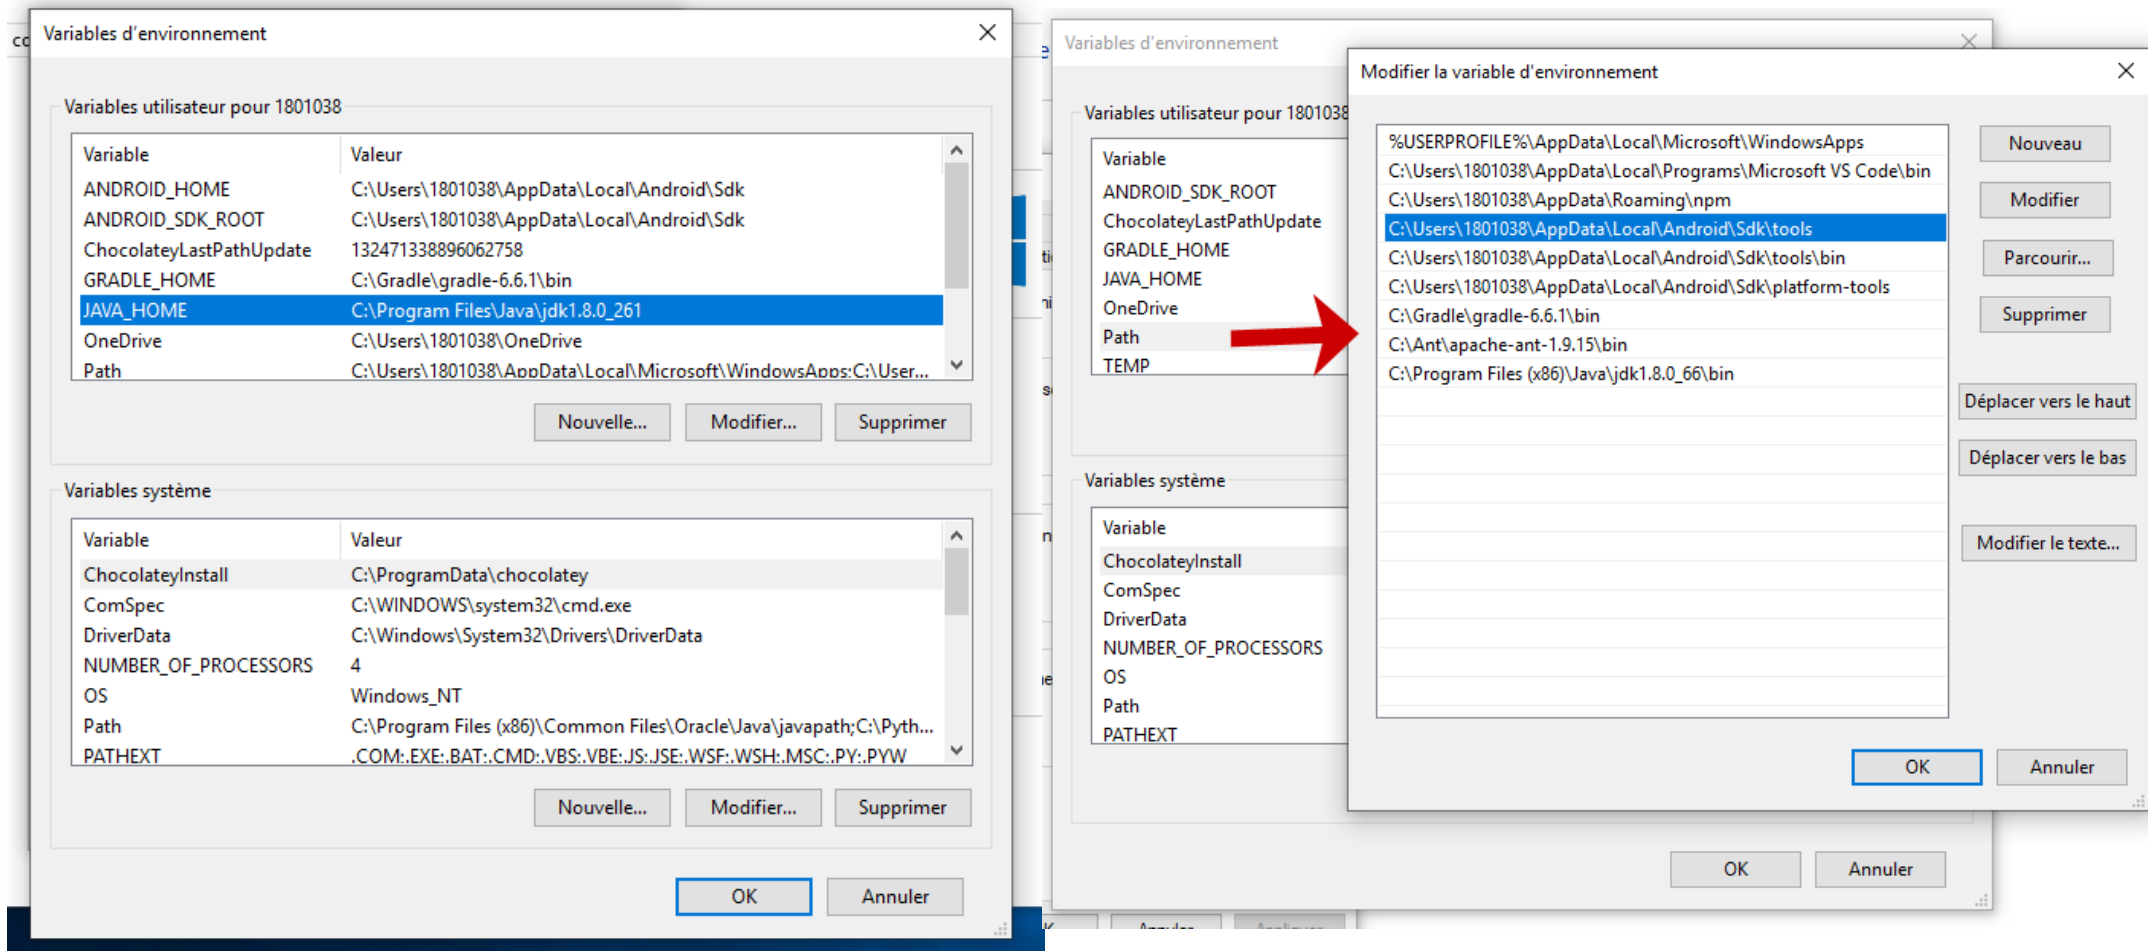 Variables d'environnement
Variables utilisateur pour 1801038
Variable Valeur
ANDROID_HOME C:\Users\1801038\AppData\Local\Android\Sdk
ANDROID_SDK_ROOT C:\Users\1801038\AppData\Local\Android\Sdk
ChocolateyLastPathUpdate 132471338896062758
GRADLE_HOME C:\Gradle\gradle-6.6.1\bin
JAVA_HOME C:\Program Files\Java\jdk1.8.0_261
OneDrive C:\Users\1801038\OneDrive
Path C:\Users\1801038\AppData\Local\Microsoft\WindowsApps;C:\User...
Nouvelle... Modifier... Supprimer
Variables système
Variable Valeur
ChocolateyInstall C:\ProgramData\chocolatey
ComSpec C:\WINDOWS\system32\cmd.exe
DriverData C:\Windows\System32\Drivers\DriverData
NUMBER_OF_PROCESSORS 4
OS Windows_NT
Path C:\Program Files (x86)\Common Files\Oracle\Java\javapath;C:\Pyth...
PATHEXT .COM;.EXE;.BAT;.CMD;.VBS;.VBE;.JS;.JSE;.WSF;.WSH;.MSC;.PY;.PYW
Nouvelle... Modifier... Supprimer
OK Annuler
Variables d'environnement
Variables utilisateur pour 1801038
Variable
ANDROID_SDK_ROOT
ChocolateyLastPathUpdate
GRADLE_HOME
JAVA_HOME
OneDrive
Path
TEMP
Variables système
Variable
ChocolateyInstall
ComSpec
DriverData
NUMBER_OF_PROCESSORS
OS
Path
PATHEXT
OK Annuler
Annuler Appliquer
Modifier la variable d'environnement
%USERPROFILE%\AppData\Local\Microsoft\WindowsApps
C:\Users\1801038\AppData\Local\Programs\Microsoft VS Code\bin
C:\Users\1801038\AppData\Roaming\npm
C:\Users\1801038\AppData\Local\Android\Sdk\tools
C:\Users\1801038\AppData\Local\Android\Sdk\tools\bin
C:\Users\1801038\AppData\Local\Android\Sdk\platform-tools
C:\Gradle\gradle-6.6.1\bin
C:\Ant\apache-ant-1.9.15\bin
C:\Program Files (x86)\Java\jdk1.8.0_66\bin
Nouveau
Modifier
Parcourir...
Supprimer
Déplacer vers le haut
Déplacer vers le bas
Modifier le texte...
OK Annuler